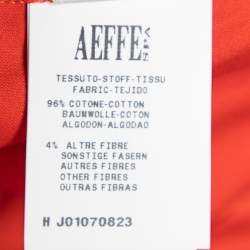 AEFFE SPA
TESSUTO-STOFF-TISSU
FABRIC-TEJIDO
96% COTONE-COTTON
BAUMWOLLE-COTON
ALGODON-ALGODAO
4% ALTRE FIBRE
SONSTIGE FASERN
AUTRES FIBRES
OTHER FIBRES
OUTRAS FIBRAS
H J01070823